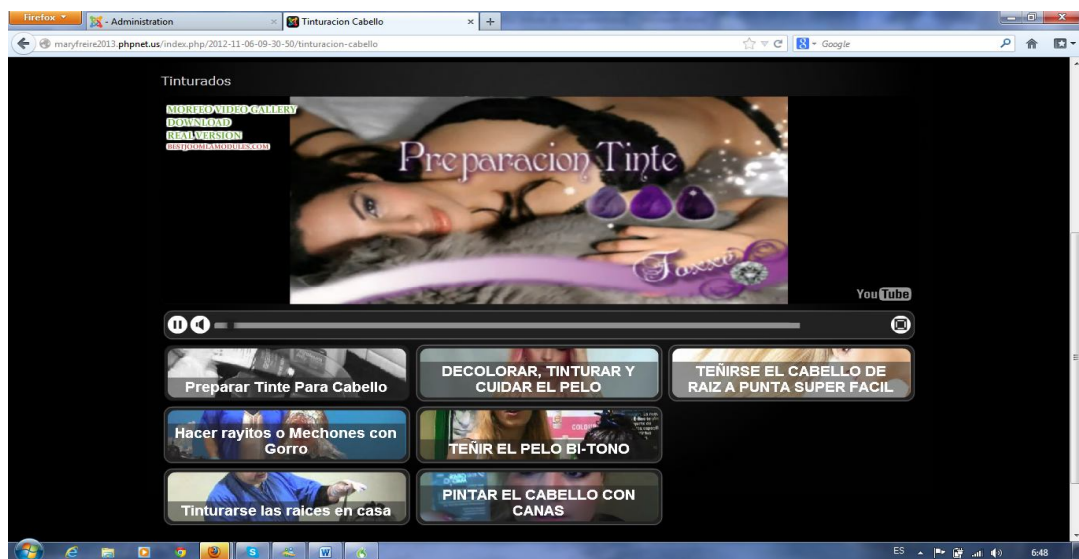 Firefox
- Administration
Tinturacion Cabello
maryfreire2013.phpnet.us/index.php/2012-11-06-09-30-50/tinturacion-cabello
Google
Tinturados
MORFEO VIDEO GALLERY
DOWNLOAD
REAL VERSION
BESTJOOMLAMODULES.COM
Preparacion Tinte
Foxxé
YouTube
Preparar Tinte Para Cabello
DECOLORAR, TINTURAR Y
CUIDAR EL PELO
TEÑIRSE EL CABELLO DE
RAIZ A PUNTA SUPER FACIL
Hacer rayitos o Mechones con
Gorro
TEÑIR EL PELO BI-TONO
Tinturarse las raices en casa
PINTAR EL CABELLO CON
CANAS
ES
6:48